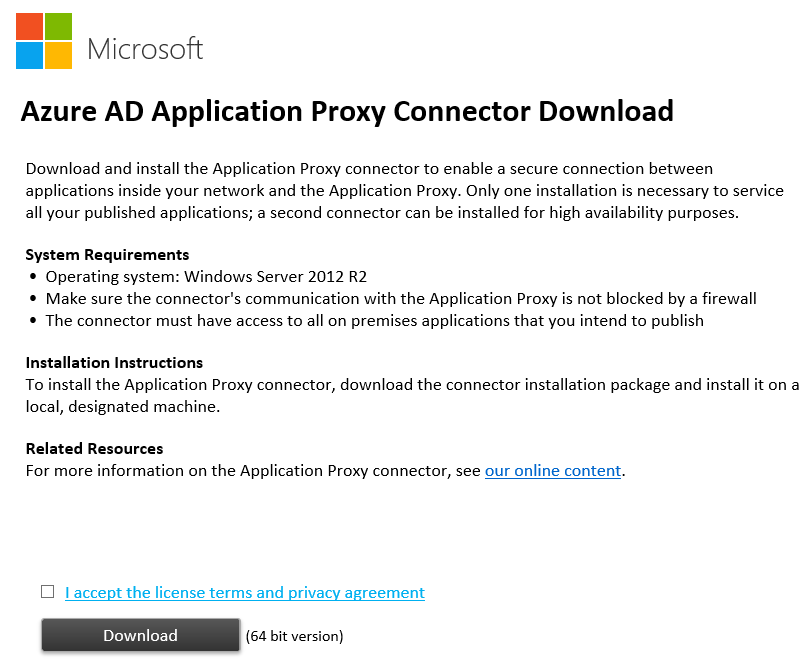 Microsoft
Azure AD Application Proxy Connector Download
Download and install the Application Proxy connector to enable a secure connection between
applications inside your network and the Application Proxy. Only one installation is necessary to service
all your published applications; a second connector can be installed for high availability purposes.
System Requirements
• Operating system: Windows Server 2012 R2
• Make sure the connector's communication with the Application Proxy is not blocked by a firewall
• The connector must have access to all on premises applications that you intend to publish
Installation Instructions
To install the Application Proxy connector, download the connector installation package and install it on a
local, designated machine.
Related Resources
For more information on the Application Proxy connector, see our online content.
I accept the license terms and privacy agreement
Download (64 bit version)